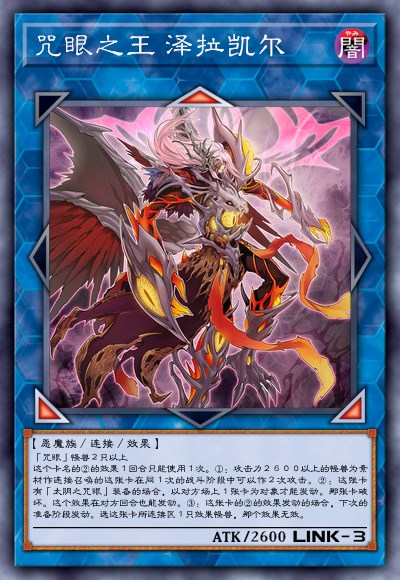 咒眼之王 泽拉凯尔
やみ
闇
【恶魔族／连接／效果】
「咒眼」怪兽2只以上
这个卡名的②的效果1回合只能使用1次。①：攻击力2600以上的怪兽为素
材作连接召唤的这张卡在同1次的战斗阶段中可以作2次攻击。②：这张卡
有「太阴之咒眼」装备的场合，以对方场上1张卡为对象才能发动。那张卡破
坏。这个效果在对方回合也能发动。③：这张卡的②的效果发动的场合，下次的
准备阶段发动。选这张卡所连接区1只效果怪兽，那个效果无效。
ATK/2600 LINK-3